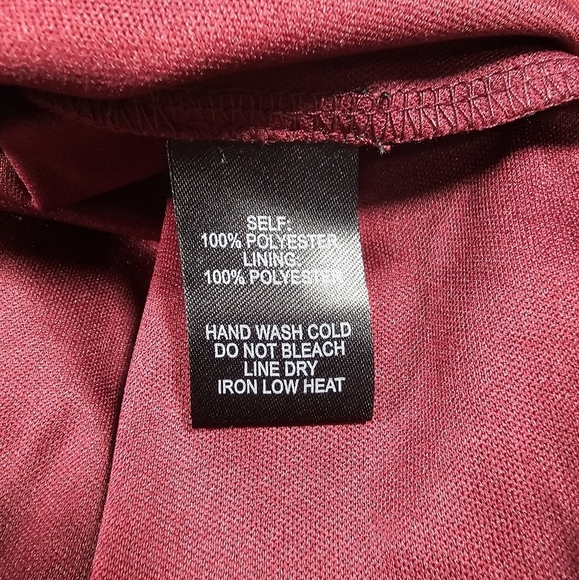 SELF:
100% POLYESTER
LINING:
100% POLYESTER
HAND WASH COLD
DO NOT BLEACH
LINE DRY
IRON LOW HEAT